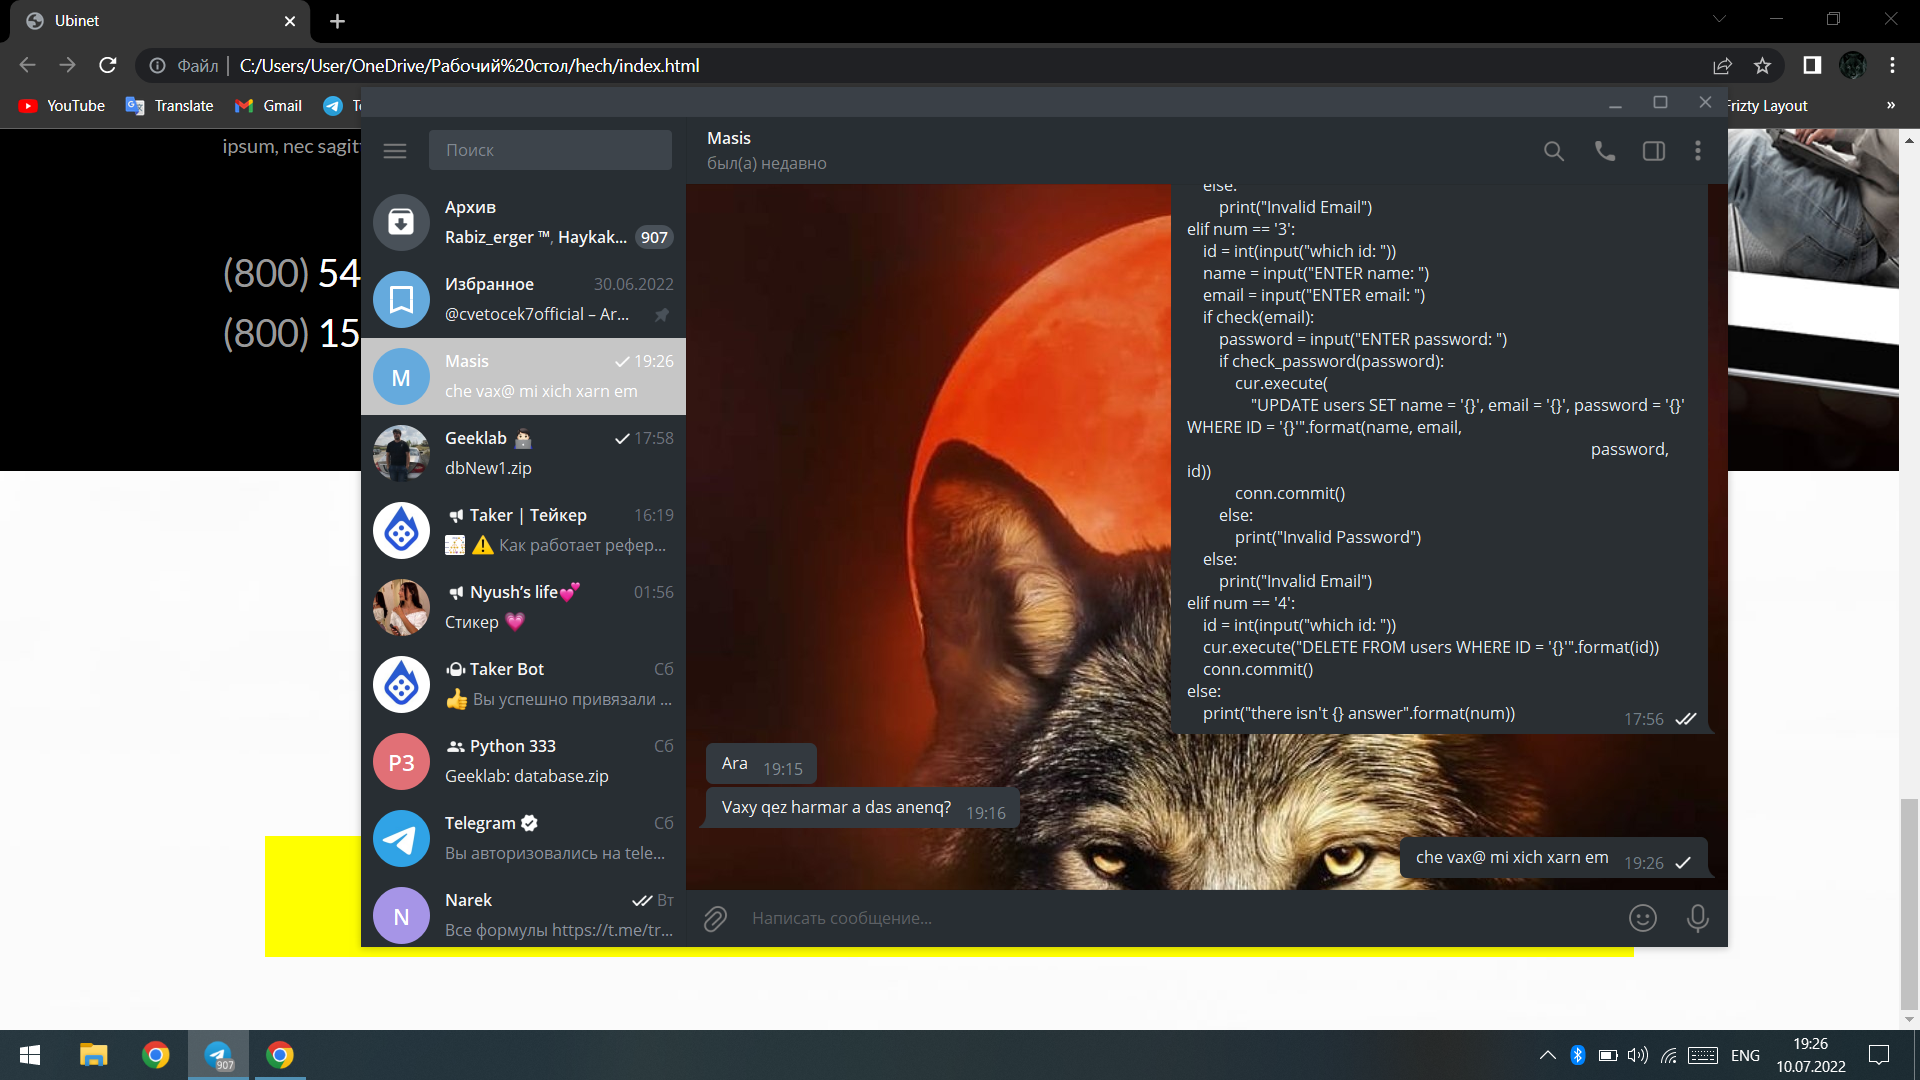 Ubinet
Файл
C:/Users/User/OneDrive/Рабочий%20стол/hech/index.html
YouTube
Translate
Gmail
Frizty Layout
»
ipsum, nec sagit
(800) 54
(800) 15
Поиск
Архив
Rabiz_erger ™, Haykak... 907
Избранное 30.06.2022
@cvetocek7official – Ar...
M
Masis 19:26
che vax@ mi xich xarn em
Geeklab 17:58
dbNew1.zip
Taker | Тейкер 16:19
Как работает рефер...
Nyush’s life 01:56
Стикер
Taker Bot Сб
Вы успешно привязали ...
P3
Python 333 Сб
Geeklab: database.zip
Telegram Сб
Вы авторизовались на tele...
N
Narek Вт
Все формулы https://t.me/tr...
Masis
был(а) недавно
else:
print("Invalid Email")
elif num == '3':
id = int(input("which id: "))
name = input("ENTER name: ")
email = input("ENTER email: ")
if check(email):
password = input("ENTER password: ")
if check_password(password):
cur.execute(
"UPDATE users SET name = '{}', email = '{}', password = '{}'
WHERE ID = '{}'".format(name, email,
password,
id))
conn.commit()
else:
print("Invalid Password")
else:
print("Invalid Email")
elif num == '4':
id = int(input("which id: "))
cur.execute("DELETE FROM users WHERE ID = '{}'".format(id))
conn.commit()
else:
print("there isn't {} answer".format(num))
17:56
Ara 19:15
Vaxy qez harmar a das anenq? 19:16
che vax@ mi xich xarn em 19:26
Написать сообщение...
907
ENG
19:26
10.07.2022